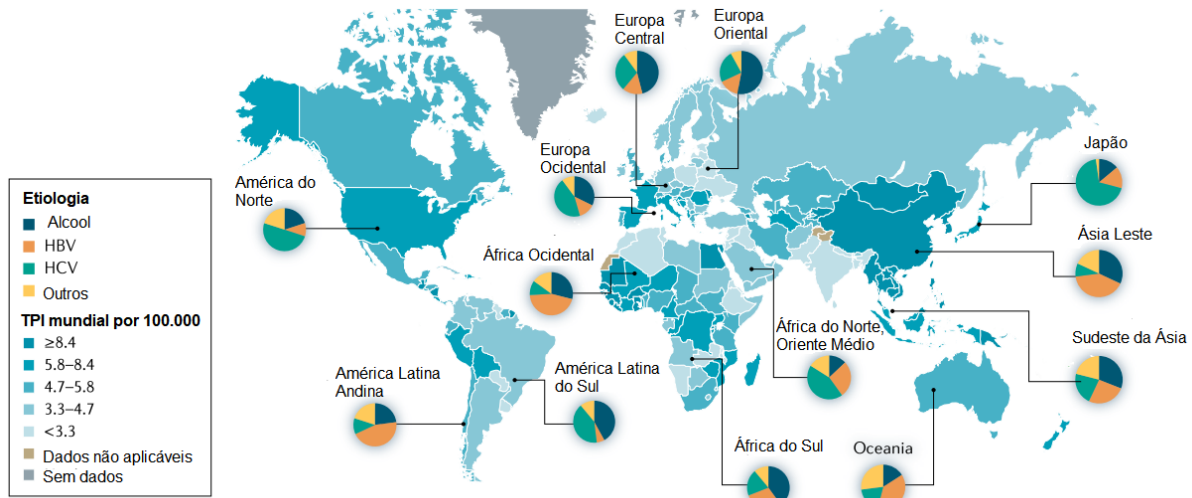 Europa
Central
Europa
Oriental
Europa
Ocidental
Japão
América do
Norte
Ásia Leste
África Ocidental
África do Norte,
Oriente Médio
Sudeste da Ásia
América Latina
Andina
América Latina
do Sul
África do Sul
Oceania
Etiologia
Alcool
HBV
HCV
Outros
TPI mundial por 100.000
≥8.4
5.8–8.4
4.7–5.8
3.3–4.7
<3.3
Dados não aplicáveis
Sem dados